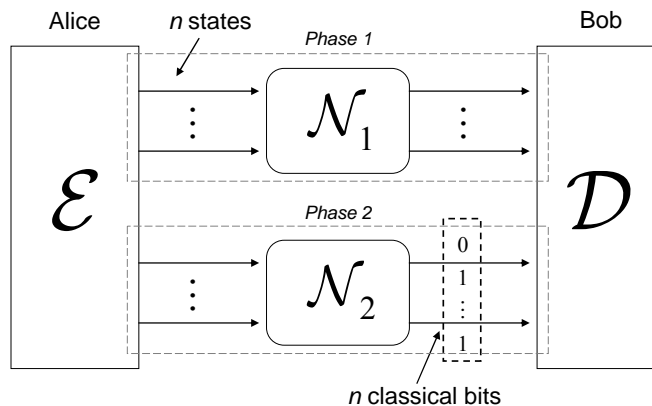 Alice
n states
Phase 1
Bob
ℰ
⋮
𝒩1
⋮
𝒟
Phase 2
⋮
𝒩2
0
1
⋮
1
n classical bits